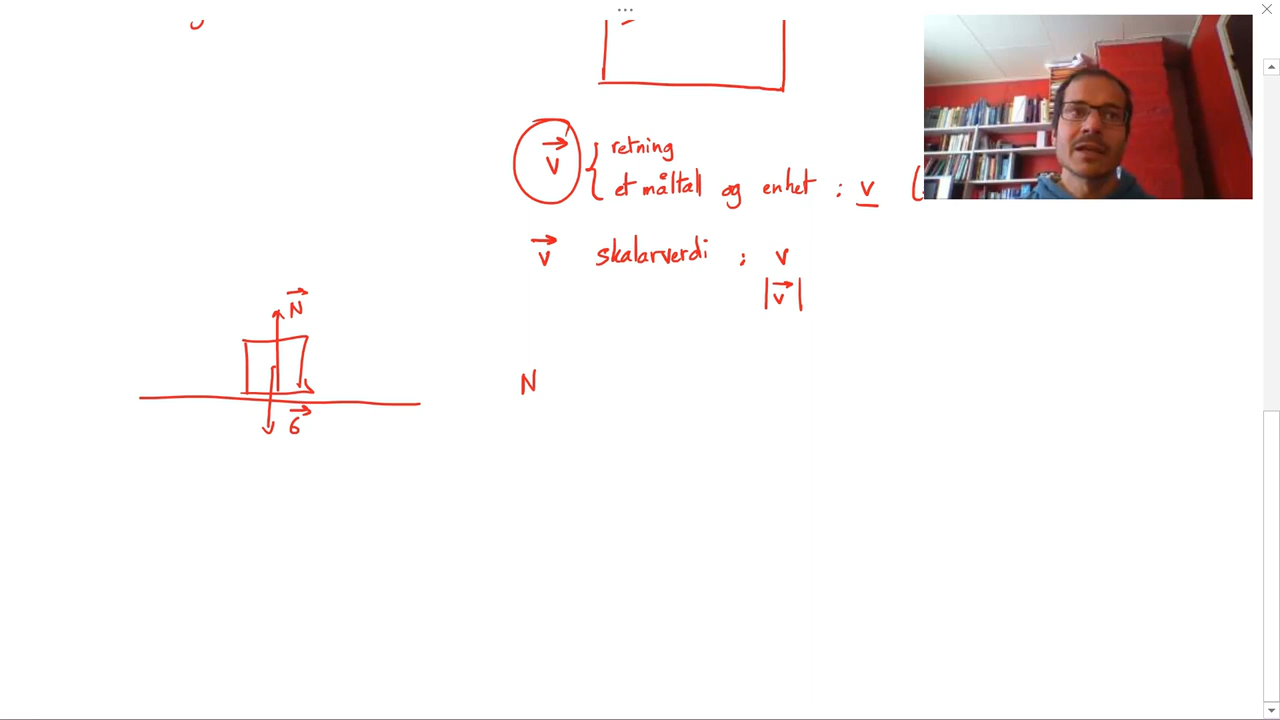 v⃗ { retning
et måltall og enhet : v (
v⃗ skalarverdi : v
|v⃗|
N⃗
N
G⃗